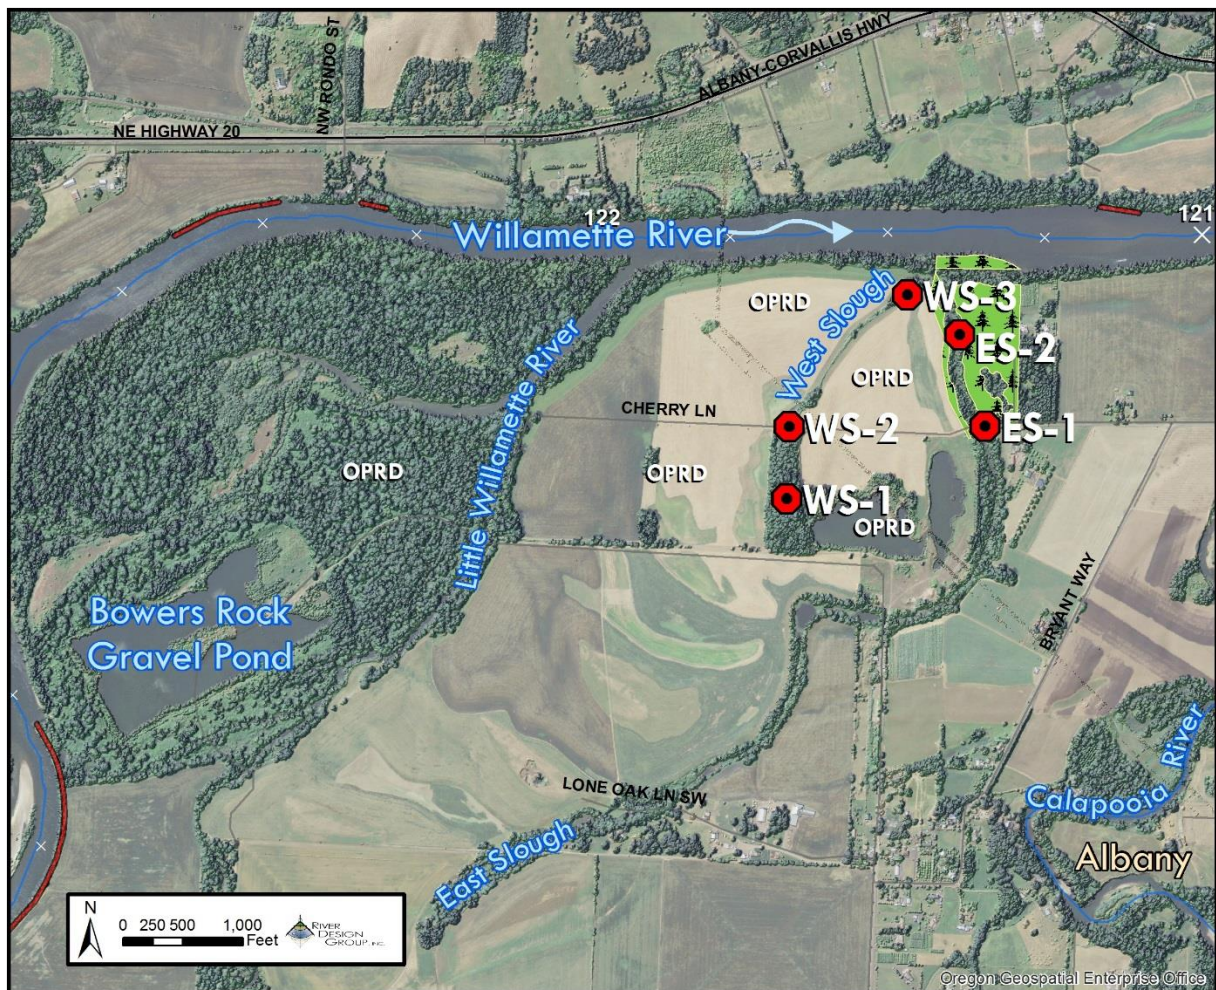 ALBANY-CORVALLIS HWY
NW RONDO ST
NE HIGHWAY 20
122
121
Willamette River
West Slough
OPRD
WS-3
ES-2
OPRD
Little Willamette River
CHERRY LN
WS-2
ES-1
OPRD
OPRD
WS-1
OPRD
BRYANT WAY
Bowers Rock
Gravel Pond
Calapooia River
LONE OAK LN SW
East Slough
Albany
N
0 250 500 1,000
Feet
RIVER
DESIGN
GROUP, INC.
Oregon Geospatial Enterprise Office